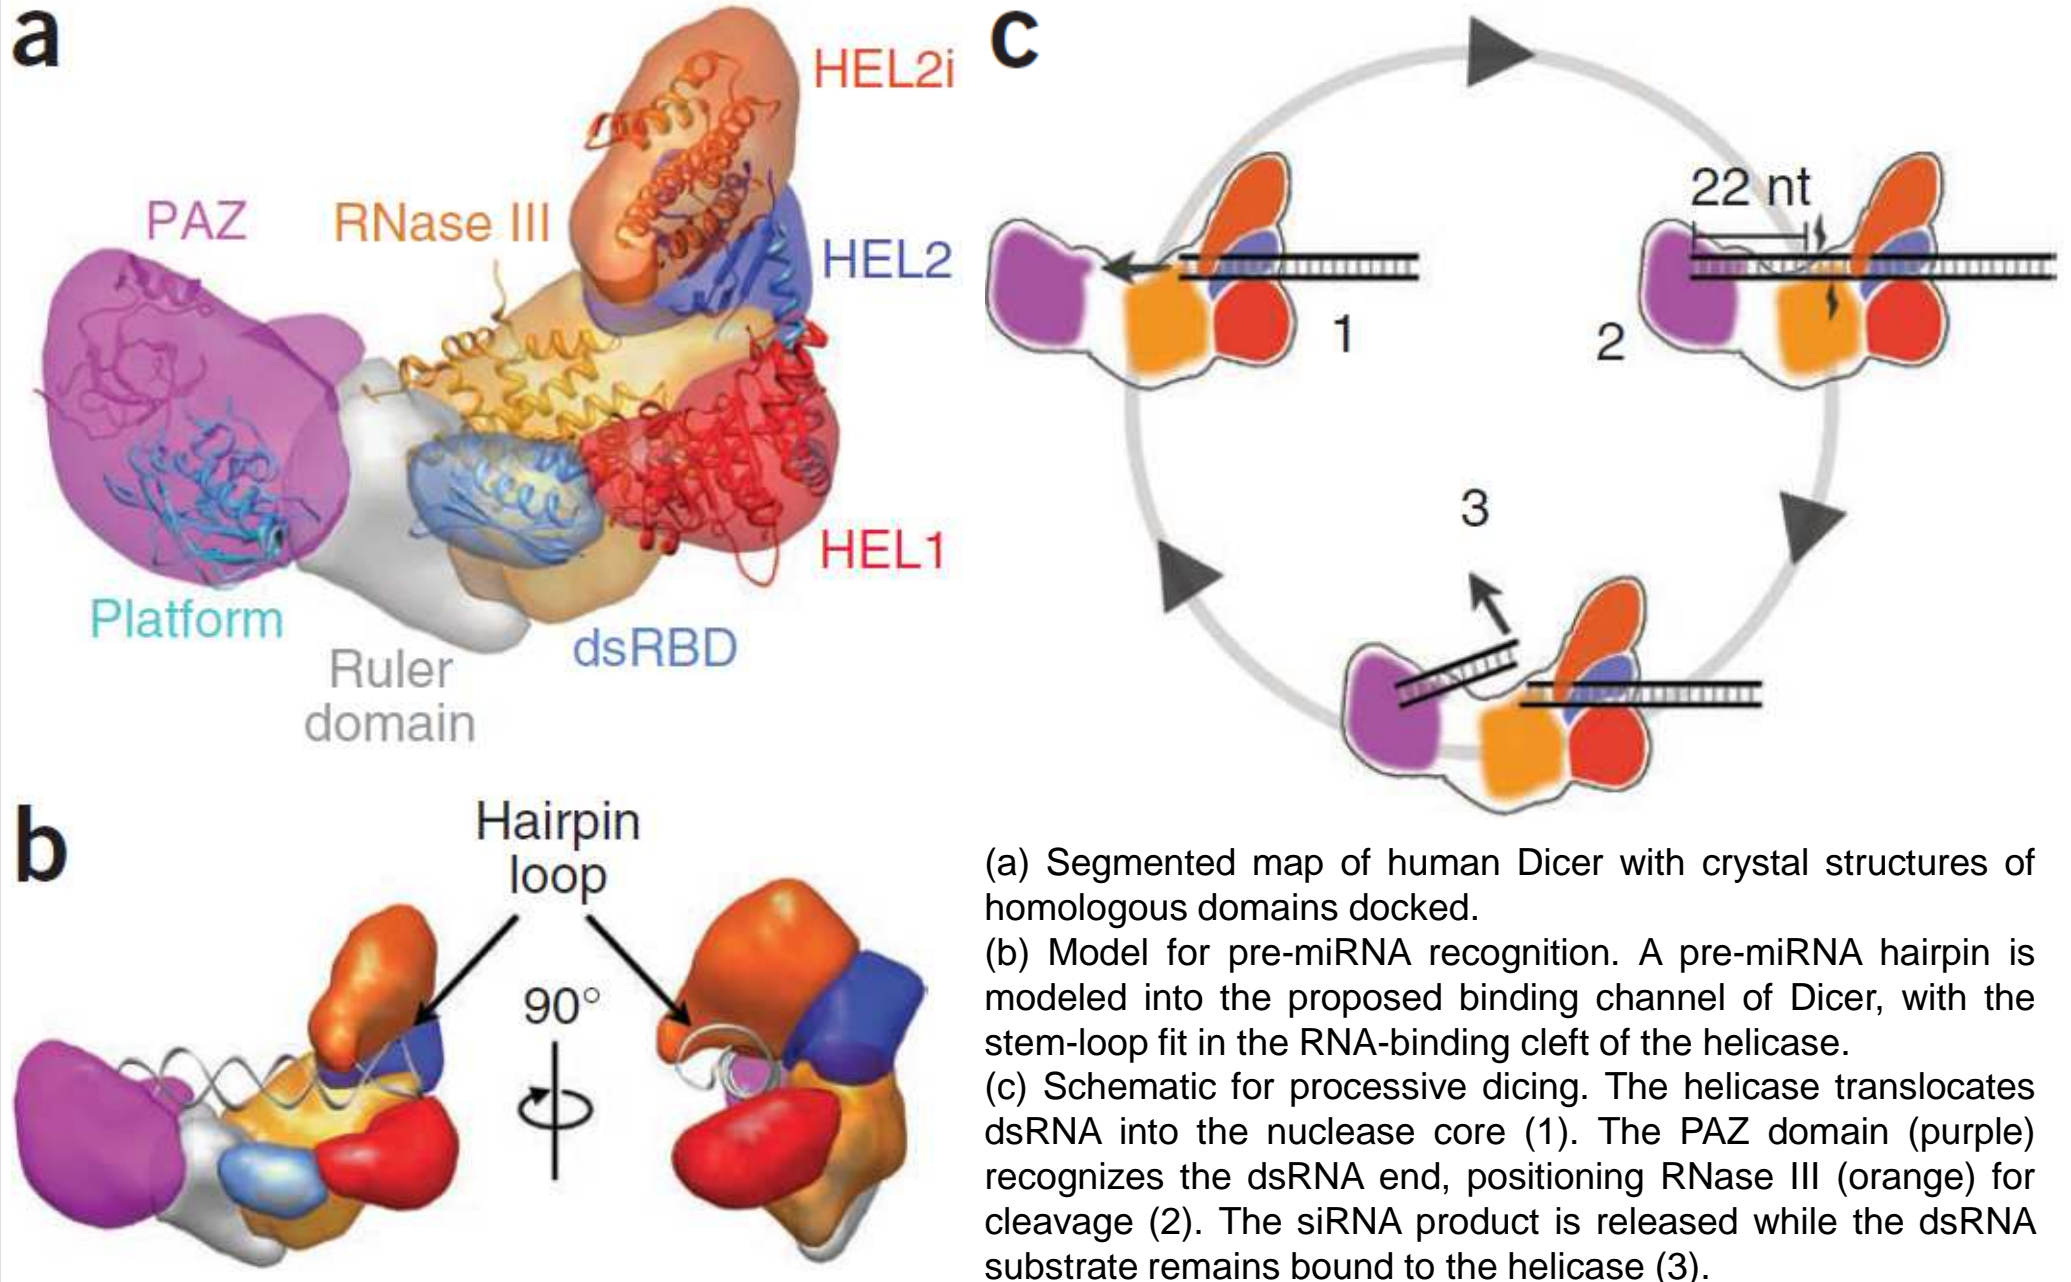 a
HEL2i
PAZ
RNase III
HEL2
HEL1
Platform
Ruler
domain
dsRBD
b
Hairpin
loop
90°
c
22 nt
1
2
3
(a) Segmented map of human Dicer with crystal structures of
homologous domains docked.
(b) Model for pre-miRNA recognition. A pre-miRNA hairpin is
modeled into the proposed binding channel of Dicer, with the
stem-loop fit in the RNA-binding cleft of the helicase.
(c) Schematic for processive dicing. The helicase translocates
dsRNA into the nuclease core (1). The PAZ domain (purple)
recognizes the dsRNA end, positioning RNase III (orange) for
cleavage (2). The siRNA product is released while the dsRNA
substrate remains bound to the helicase (3).